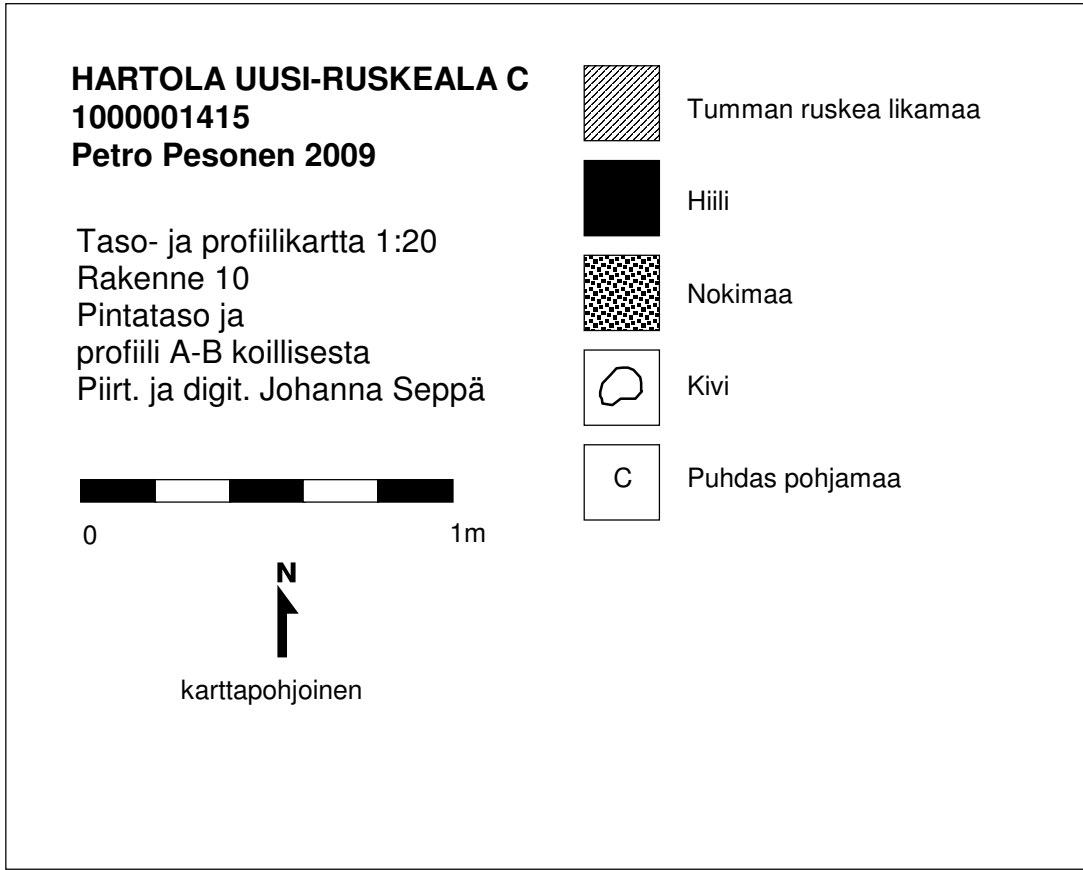 HARTOLA UUSI-RUSKEALA C
1000001415
Petro Pesonen 2009
Taso- ja profiilikartta 1:20
Rakenne 10
Pintataso ja
profiili A-B koillisesta
Piirt. ja digit. Johanna Seppä
0 1m
N
karttapohjoinen
Tumman ruskea likamaa
Hiili
Nokimaa
Kivi
C Puhdas pohjamaa